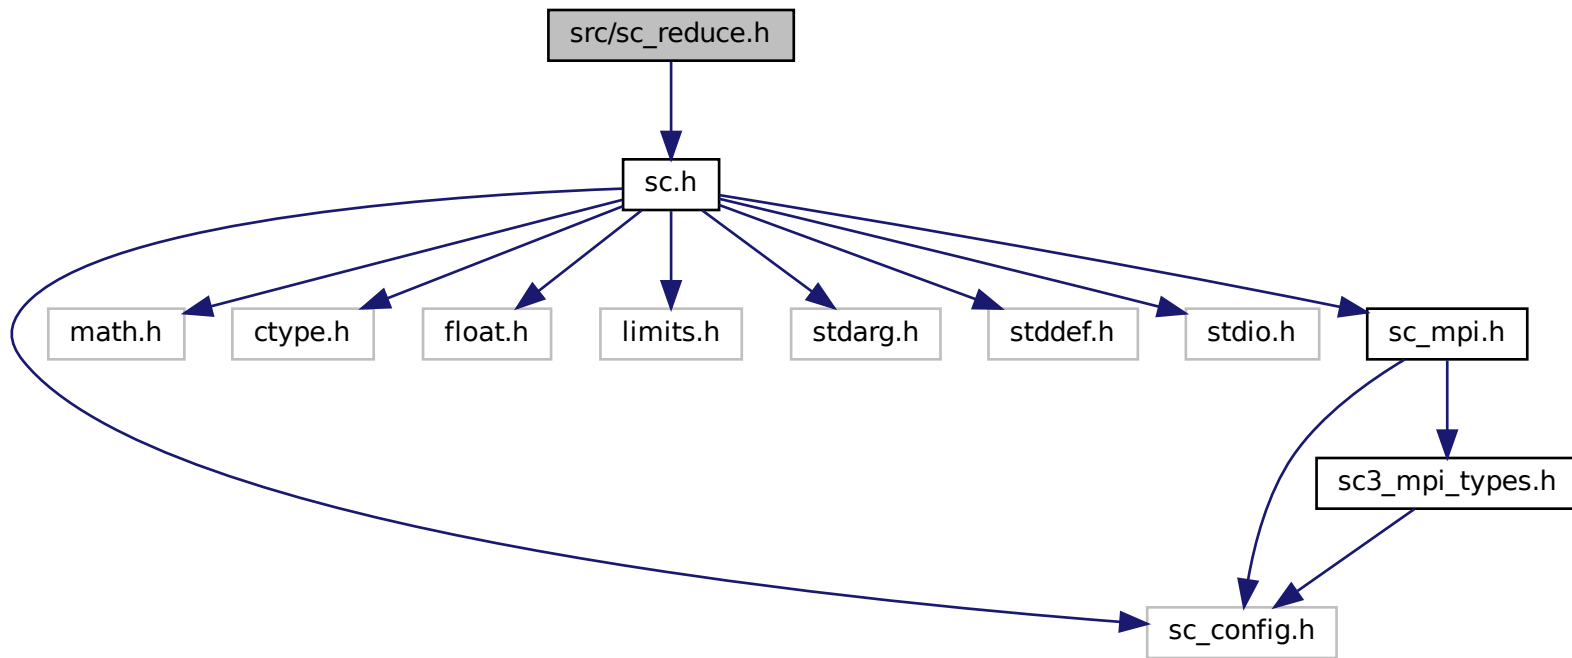 src/sc_reduce.h
sc.h
math.h
ctype.h
float.h
limits.h
stdarg.h
stddef.h
stdio.h
sc_mpi.h
sc3_mpi_types.h
sc_config.h